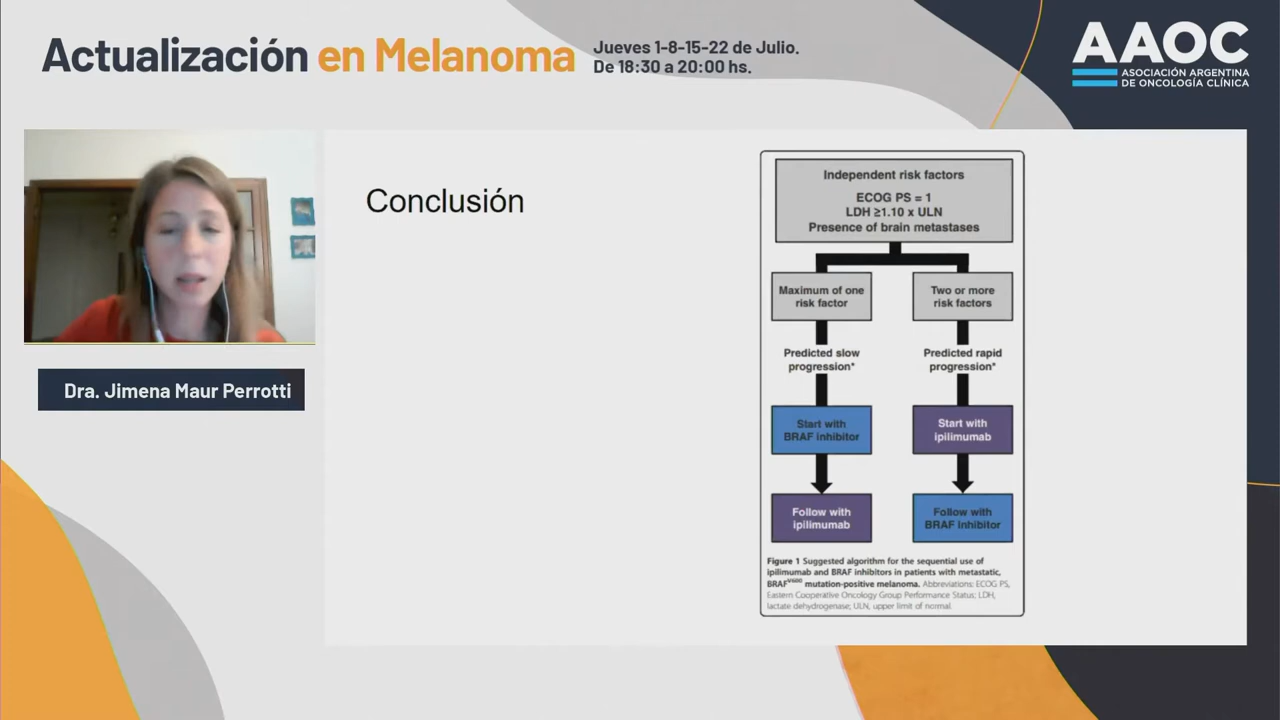 Actualización en Melanoma
Jueves 1-8-15-22 de Julio.
De 18:30 a 20:00 hs.
AAOC
ASOCIACIÓN ARGENTINA
DE ONCOLOGÍA CLÍNICA
Dra. Jimena Maur Perrotti
Conclusión
Independent risk factors
ECOG PS = 1
LDH ≥1.10 x ULN
Presence of brain metastases
Maximum of one
risk factor
Two or more
risk factors
Predicted slow
progression*
Predicted rapid
progression*
Start with
BRAF inhibitor
Start with
ipilimumab
Follow with
ipilimumab
Follow with
BRAF inhibitor
Figure 1 Suggested algorithm for the sequential use of
ipilimumab and BRAF inhibitors in patients with metastatic,
BRAFV600 mutation-positive melanoma. Abbreviations: ECOG PS,
Eastern Cooperative Oncology Group Performance Status; LDH,
lactate dehydrogenase; ULN, upper limit of normal.